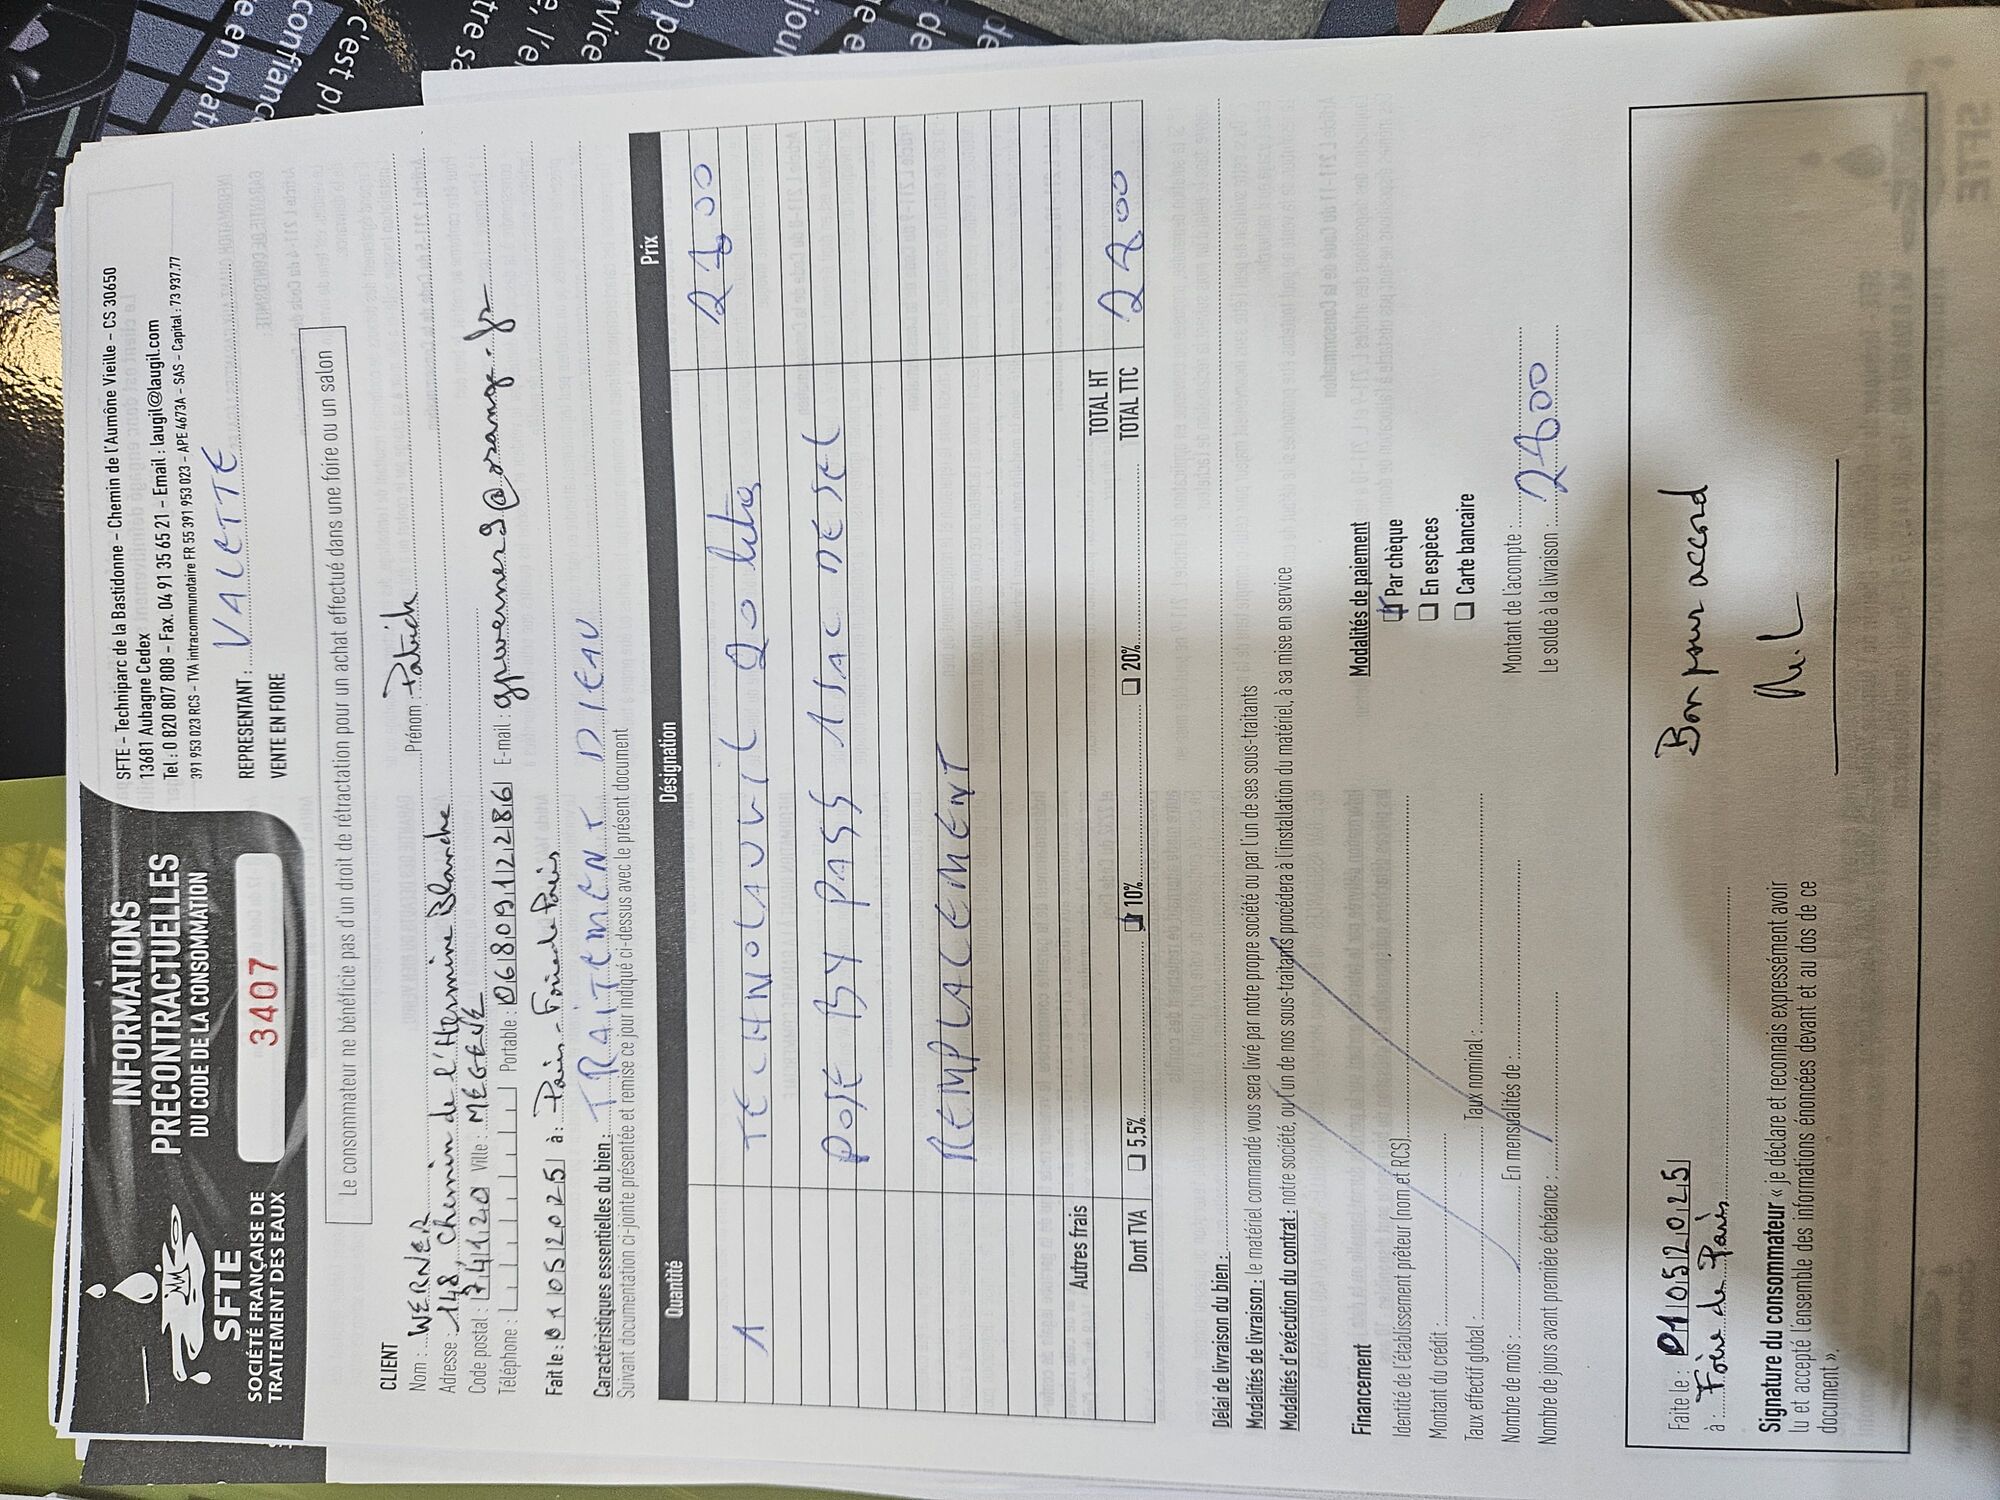 INFORMATIONS
PRECONTRACTUELLES
DU CODE DE LA CONSOMMATION
3407
SFTE
SOCIÉTÉ FRANÇAISE DE
TRAITEMENT DES EAUX
SFTE – Techniparc de la Bastidonne – Chemin de l'Aumône Vieille – CS 30650
13681 Aubagne Cedex
Tel : 0 820 807 808 – Fax. 04 91 35 65 21 – Email : laugil@laugil.com
391 953 023 RCS – TVA intracommunautaire FR 55 391 953 023 – APE 4673A – SAS – Capital : 73 937.77
REPRESENTANT : VALETTE
VENTE EN FOIRE
Le consommateur ne bénéficie pas d'un droit de rétractation pour un achat effectué dans une foire ou un salon
CLIENT
Nom : WERNER Prénom : Patrick
Adresse : 148, Chemin de l'Hermine Blanche
Code postal : 74120 Ville : MEGEVE
Téléphone : Portable : 0680912286 E-mail : gpwerner9@orange.fr
Fait le : 01052025 à : Paris - Foire de Paris
Caractéristiques essentielles du bien : TRAITEMENT D'EAU
Suivant documentation ci-jointe présentée et remise ce jour indiqué ci-dessus avec le présent document
Quantité Désignation Prix
1 TECHNOLAUGIL 20 litres
POSE BY PASS 1 SAC DE SEL
REMPLACEMENT
Autres frais TOTAL HT
Dont TVA 5.5% 10% 20% TOTAL TTC
Délai de livraison du bien :
Modalités de livraison : le matériel commandé vous sera livré par notre propre société ou par l'un de ses sous-traitants
Modalités d'exécution du contrat : notre société, ou l'un de nos sous-traitants procédera à l'installation du matériel, à sa mise en service
Financement
Identité de l'établissement prêteur (nom et RCS)
Montant du crédit :
Taux effectif global : Taux nominal :
Nombre de mois : En mensualités de :
Nombre de jours avant première échéance :
Modalités de paiement
Par chèque
En espèces
Carte bancaire
Montant de l'acompte :
Le solde à la livraison :
Faite le : 01052025
à : Foire de Paris
Signature du consommateur « je déclare et reconnais expressément avoir
lu et accepté l'ensemble des informations énoncées devant et au dos de ce
document ».
Bon pour accord